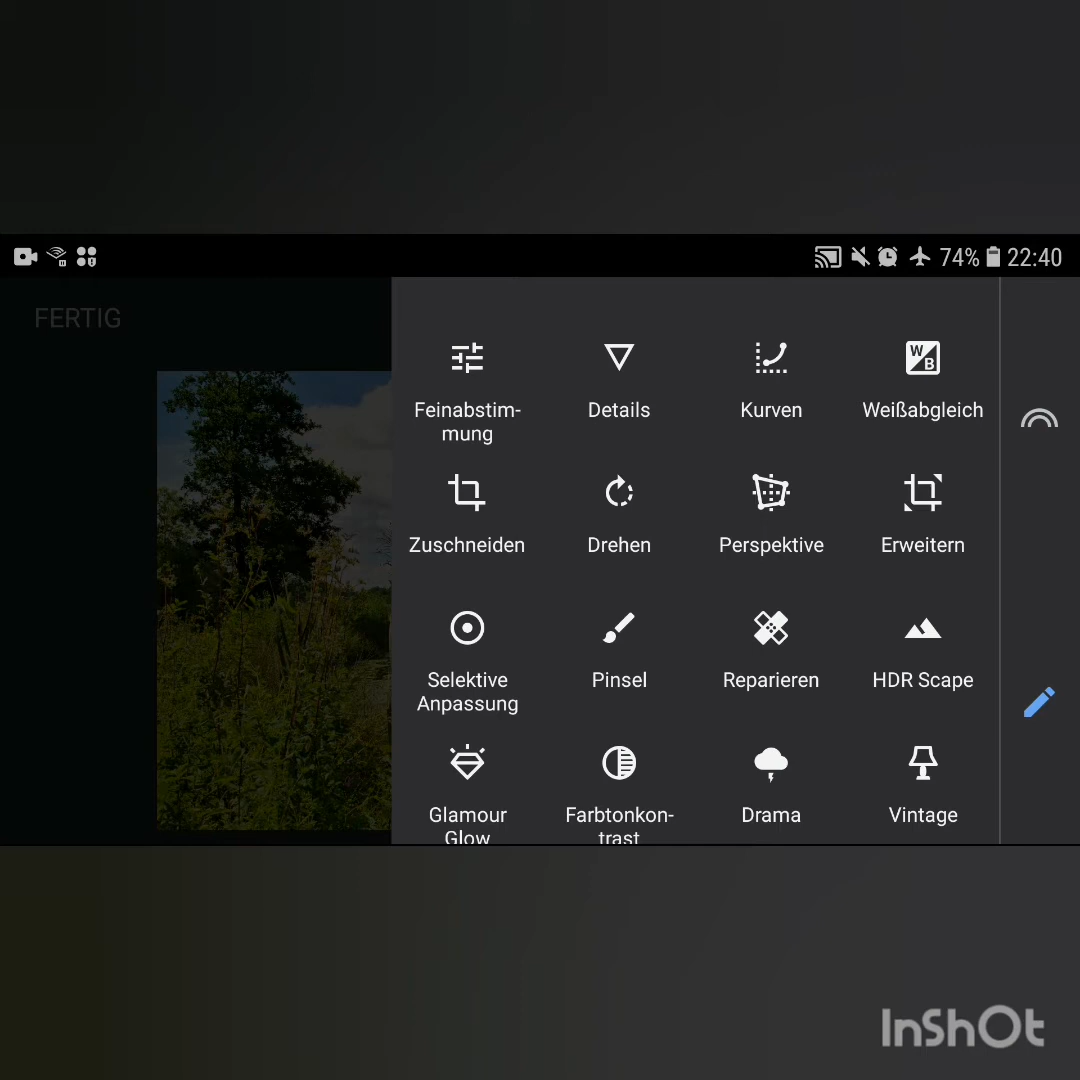 74% 22:40
FERTIG
Feinabstim-
mung
Details
Kurven
W
B
Weißabgleich
Zuschneiden
Drehen
Perspektive
Erweitern
Selektive
Anpassung
Pinsel
Reparieren
HDR Scape
Glamour
Glow
Farbtonkon-
trast
Drama
Vintage
InShOt